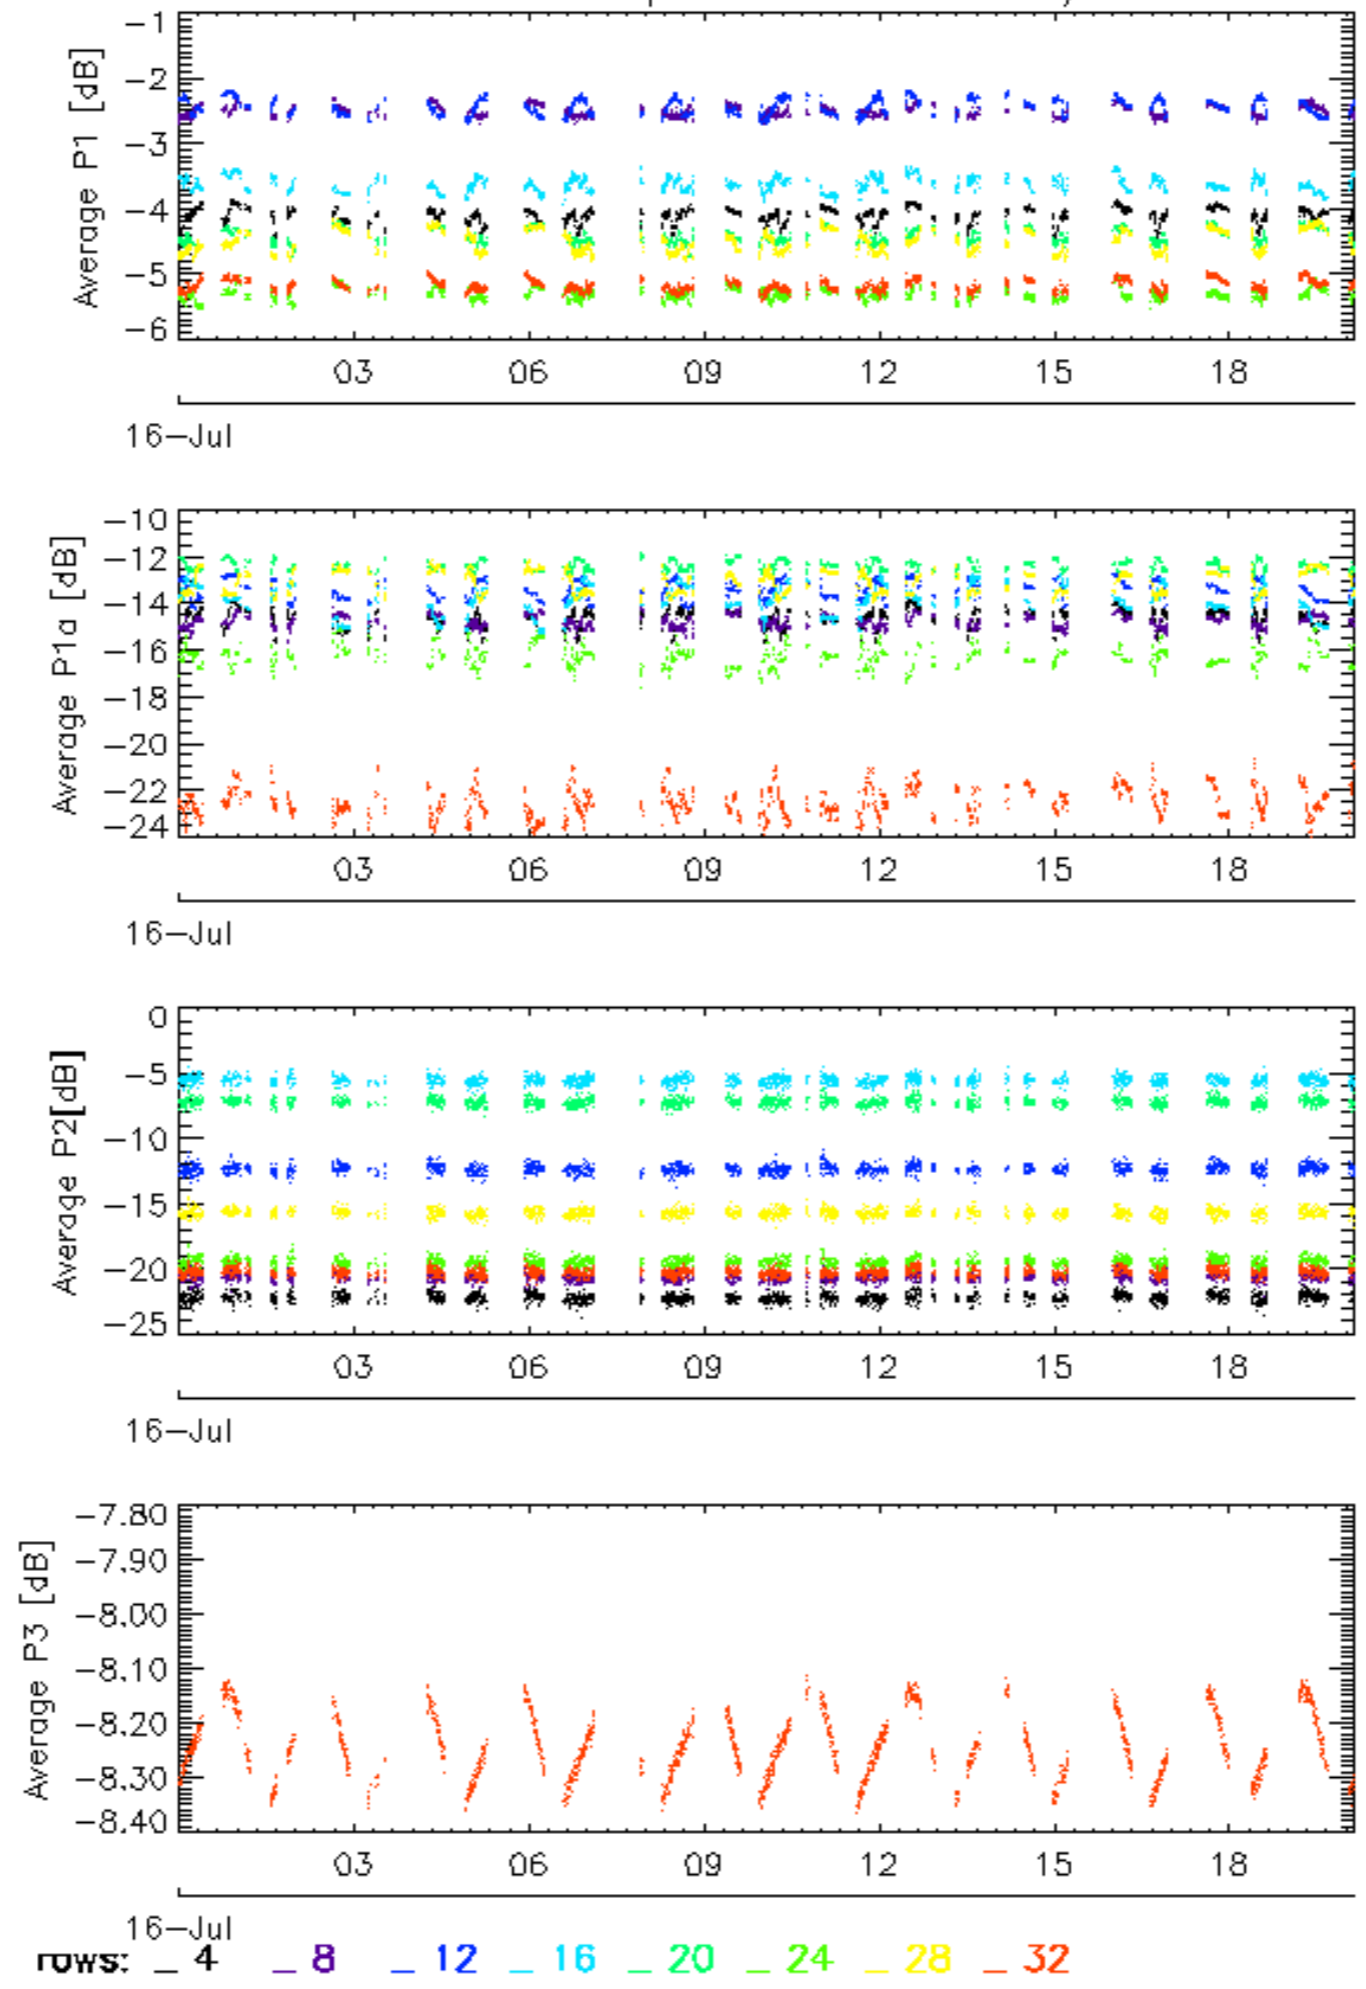 -1
-2
-3
-4
-5
-6
Average P1 [dB]
03 06 09 12 15 18
16-Jul
-10
-12
-14
-16
-18
-20
-22
-24
Average P1a [dB]
03 06 09 12 15 18
16-Jul
0
-5
-10
-15
-20
-25
Average P2[dB]
03 06 09 12 15 18
16-Jul
-7.80
-7.90
-8.00
-8.10
-8.20
-8.30
-8.40
Average P3 [dB]
03 06 09 12 15 18
16-Jul
rows: _ 4 _ 8 _ 12 _ 16 _ 20 _ 24 _ 28 _ 32